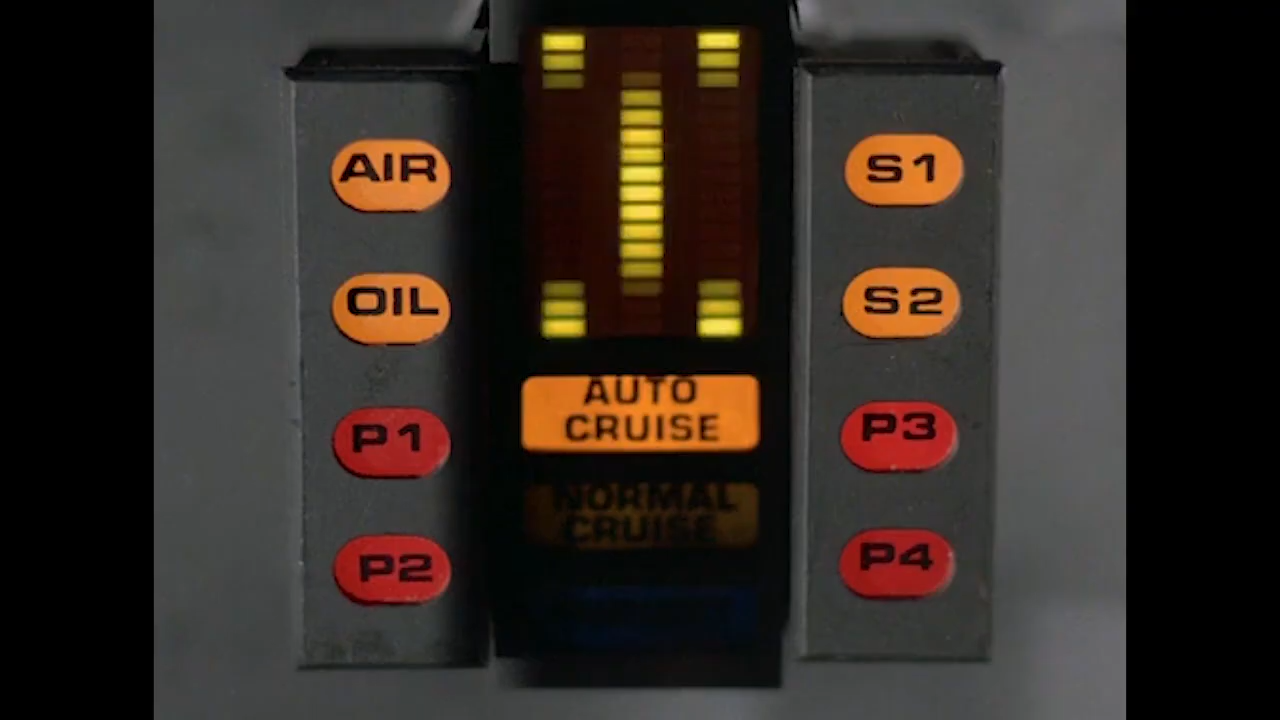 AIR
OIL
P1
P2
AUTO
CRUISE
NORMAL
CRUISE
S1
S2
P3
P4